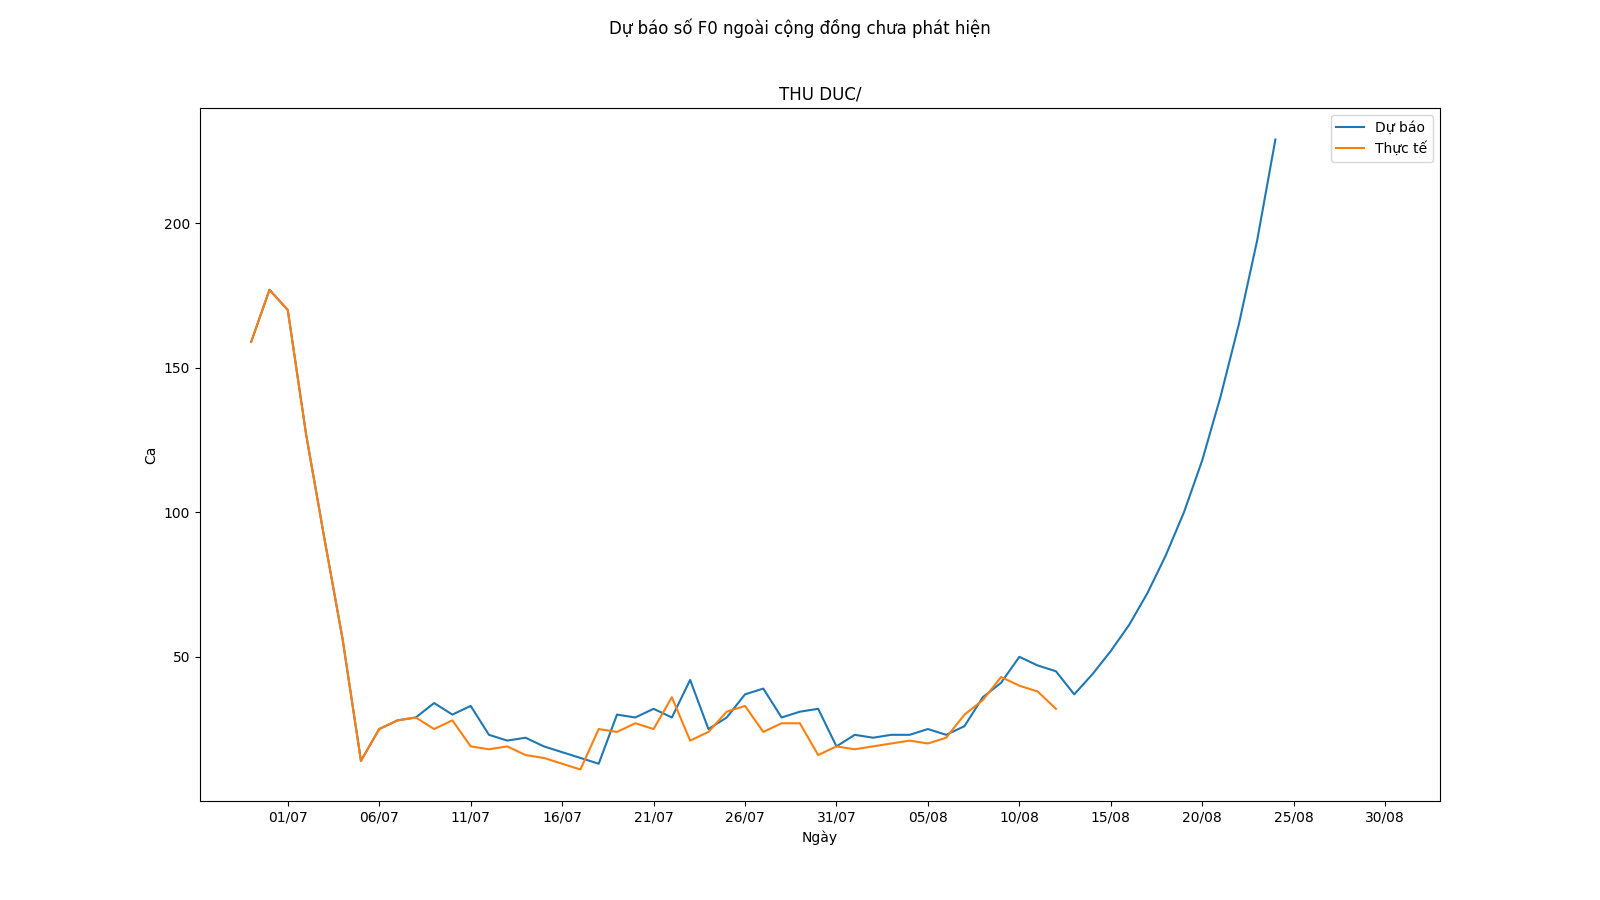 Dự báo số F0 ngoài cộng đồng chưa phát hiện
THU DUC/
Dự báo
Thực tế
200
150
100
50
Ca
01/07 06/07 11/07 16/07 21/07 26/07 31/07 05/08 10/08 15/08 20/08 25/08 30/08
Ngày